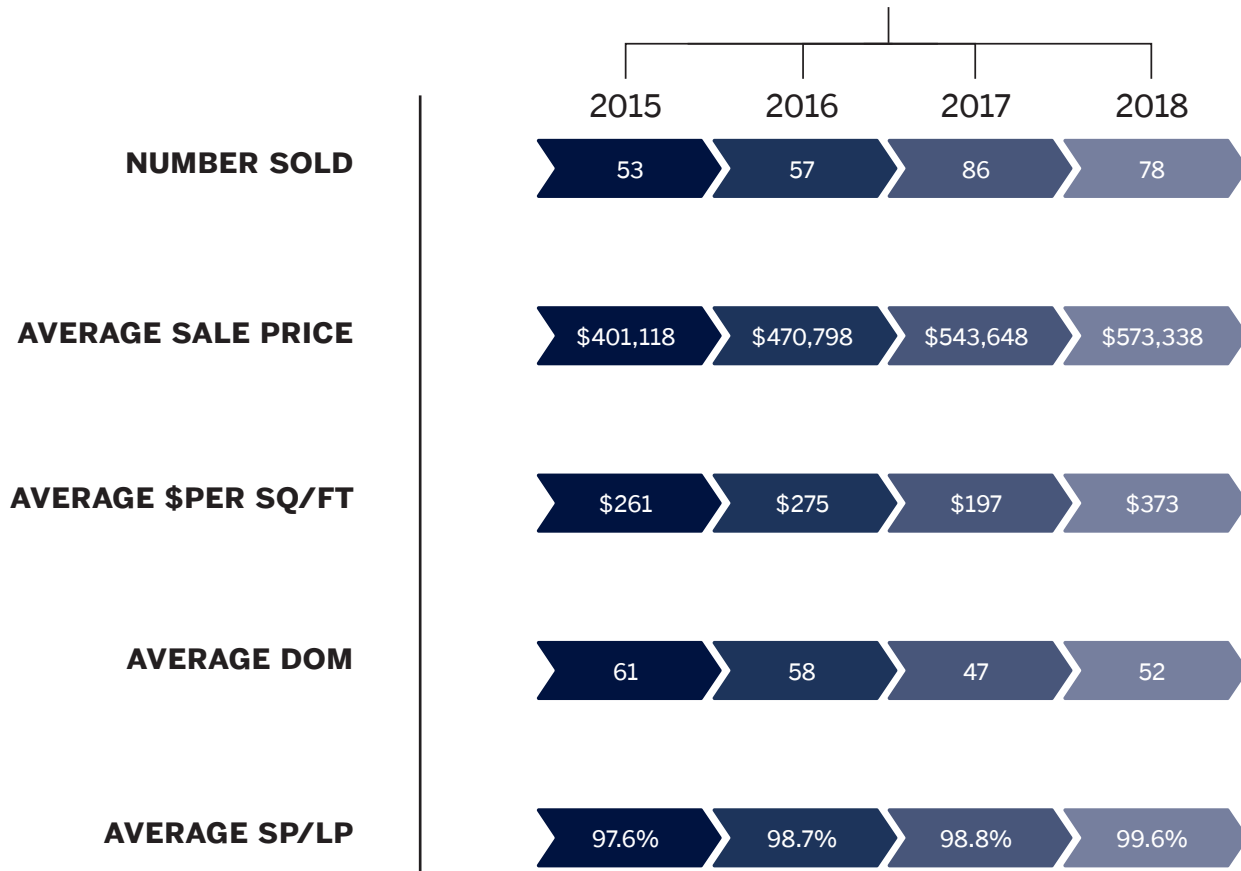 2015 2016 2017 2018
NUMBER SOLD 53 57 86 78
AVERAGE SALE PRICE $401,118 $470,798 $543,648 $573,338
AVERAGE $PER SQ/FT $261 $275 $197 $373
AVERAGE DOM 61 58 47 52
AVERAGE SP/LP 97.6% 98.7% 98.8% 99.6%